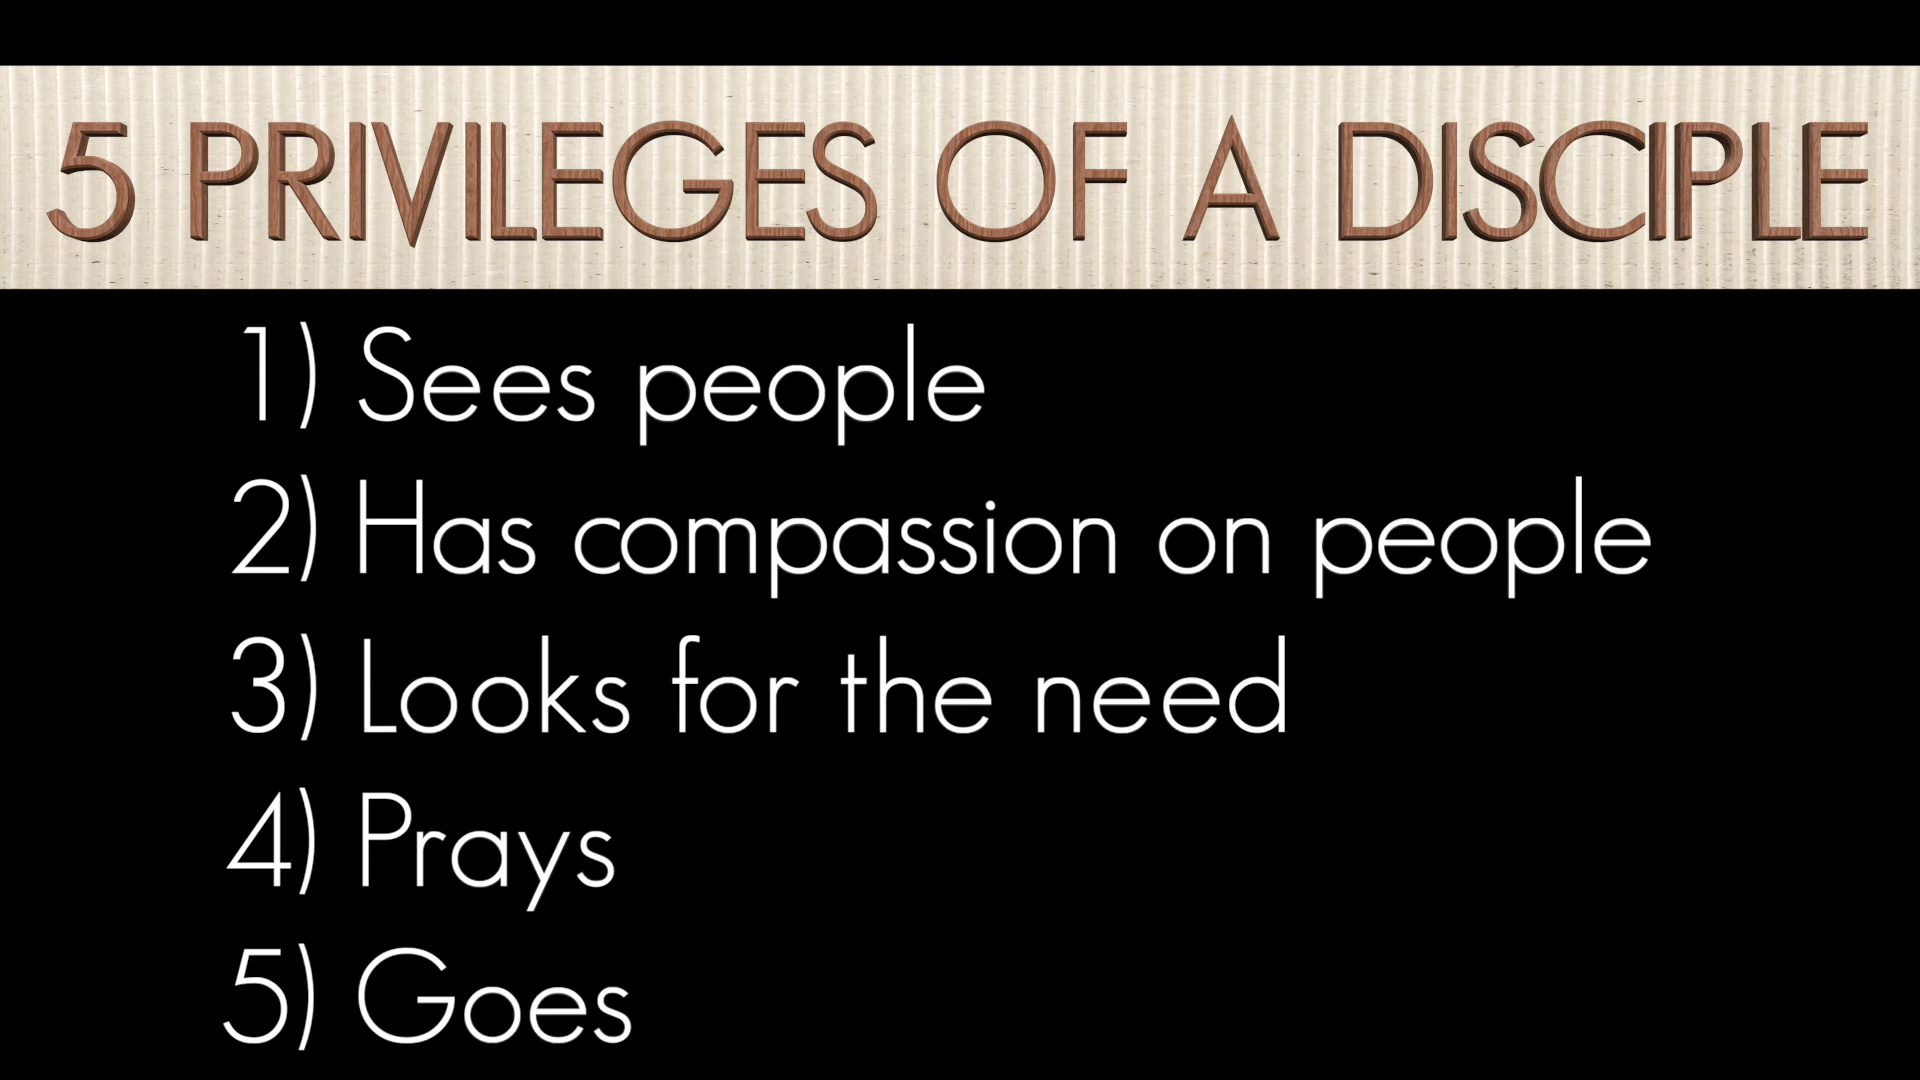 5 PRIVILEGES OF A DISCIPLE
1) Sees people
2) Has compassion on people
3) Looks for the need
4) Prays
5) Goes